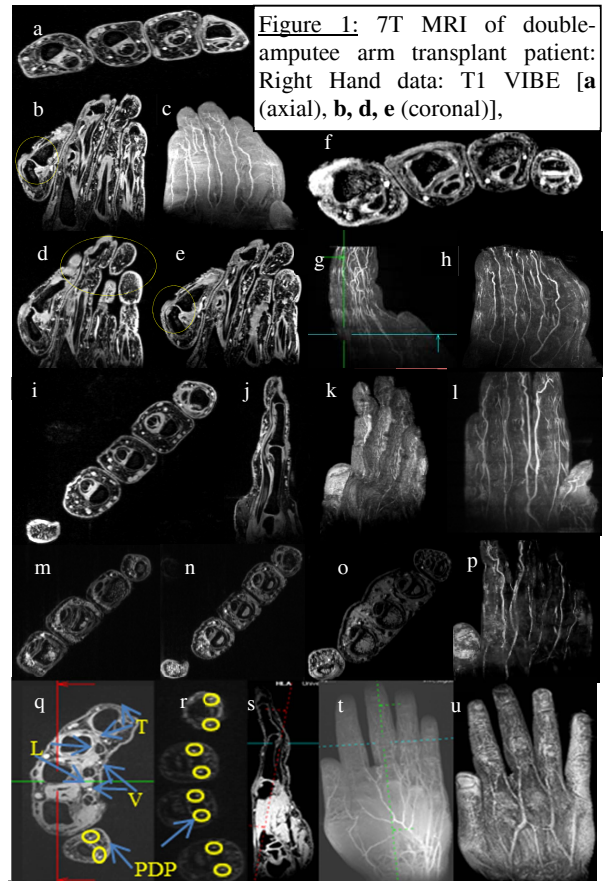 Figure 1: 7T MRI of double-
amputee arm transplant patient:
Right Hand data: T1 VIBE [a
(axial), b, d, e (coronal)],
a
b
c
f
d
e
g
h
i
j
k
l
m
n
o
p
q
r
s
t
u
T
L
V
PDP